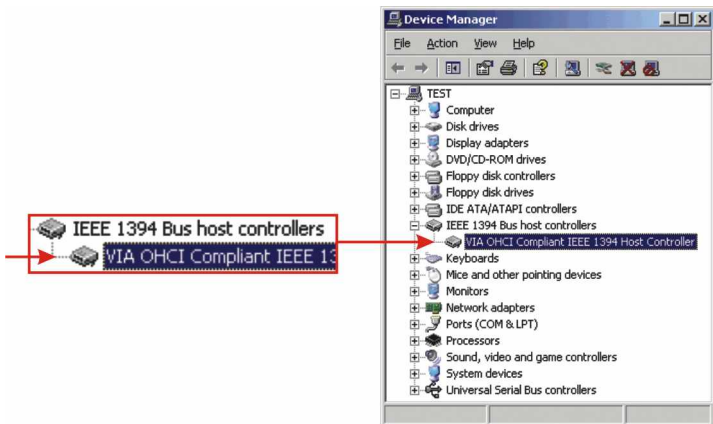 Device Manager
File Action View Help
TEST
Computer
Disk drives
Display adapters
DVD/CD-ROM drives
Floppy disk controllers
Floppy disk drives
IDE ATA/ATAPI controllers
IEEE 1394 Bus host controllers
VIA OHCI Compliant IEEE 1394 Host Controller
Keyboards
Mice and other pointing devices
Monitors
Network adapters
Ports (COM & LPT)
Processors
Sound, video and game controllers
System devices
Universal Serial Bus controllers
IEEE 1394 Bus host controllers
VIA OHCI Compliant IEEE 13